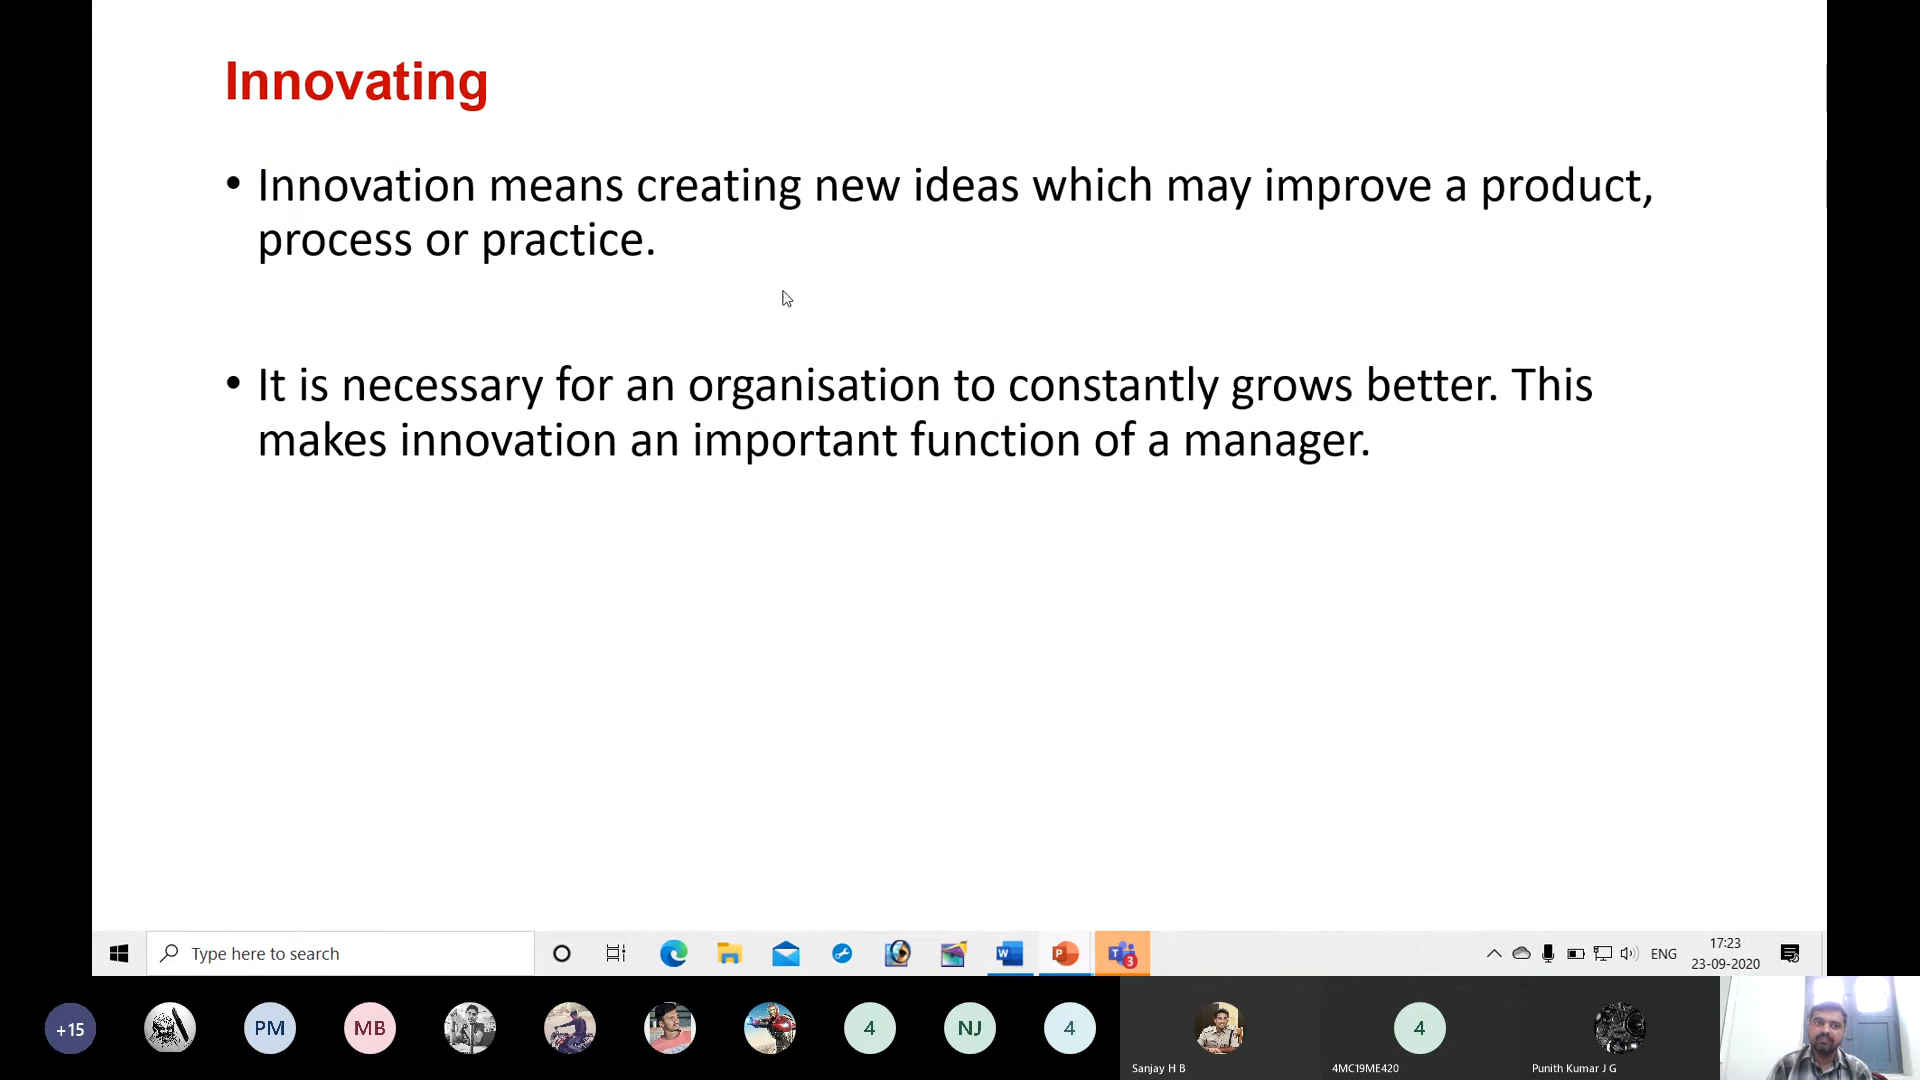 Innovating
• Innovation means creating new ideas which may improve a product,
process or practice.
• It is necessary for an organisation to constantly grows better. This
makes innovation an important function of a manager.
Type here to search
ENG
17:23
23-09-2020
+15
PM
MB
4
NJ
4
4
Sanjay H B
4MC19ME420
Punith Kumar J G